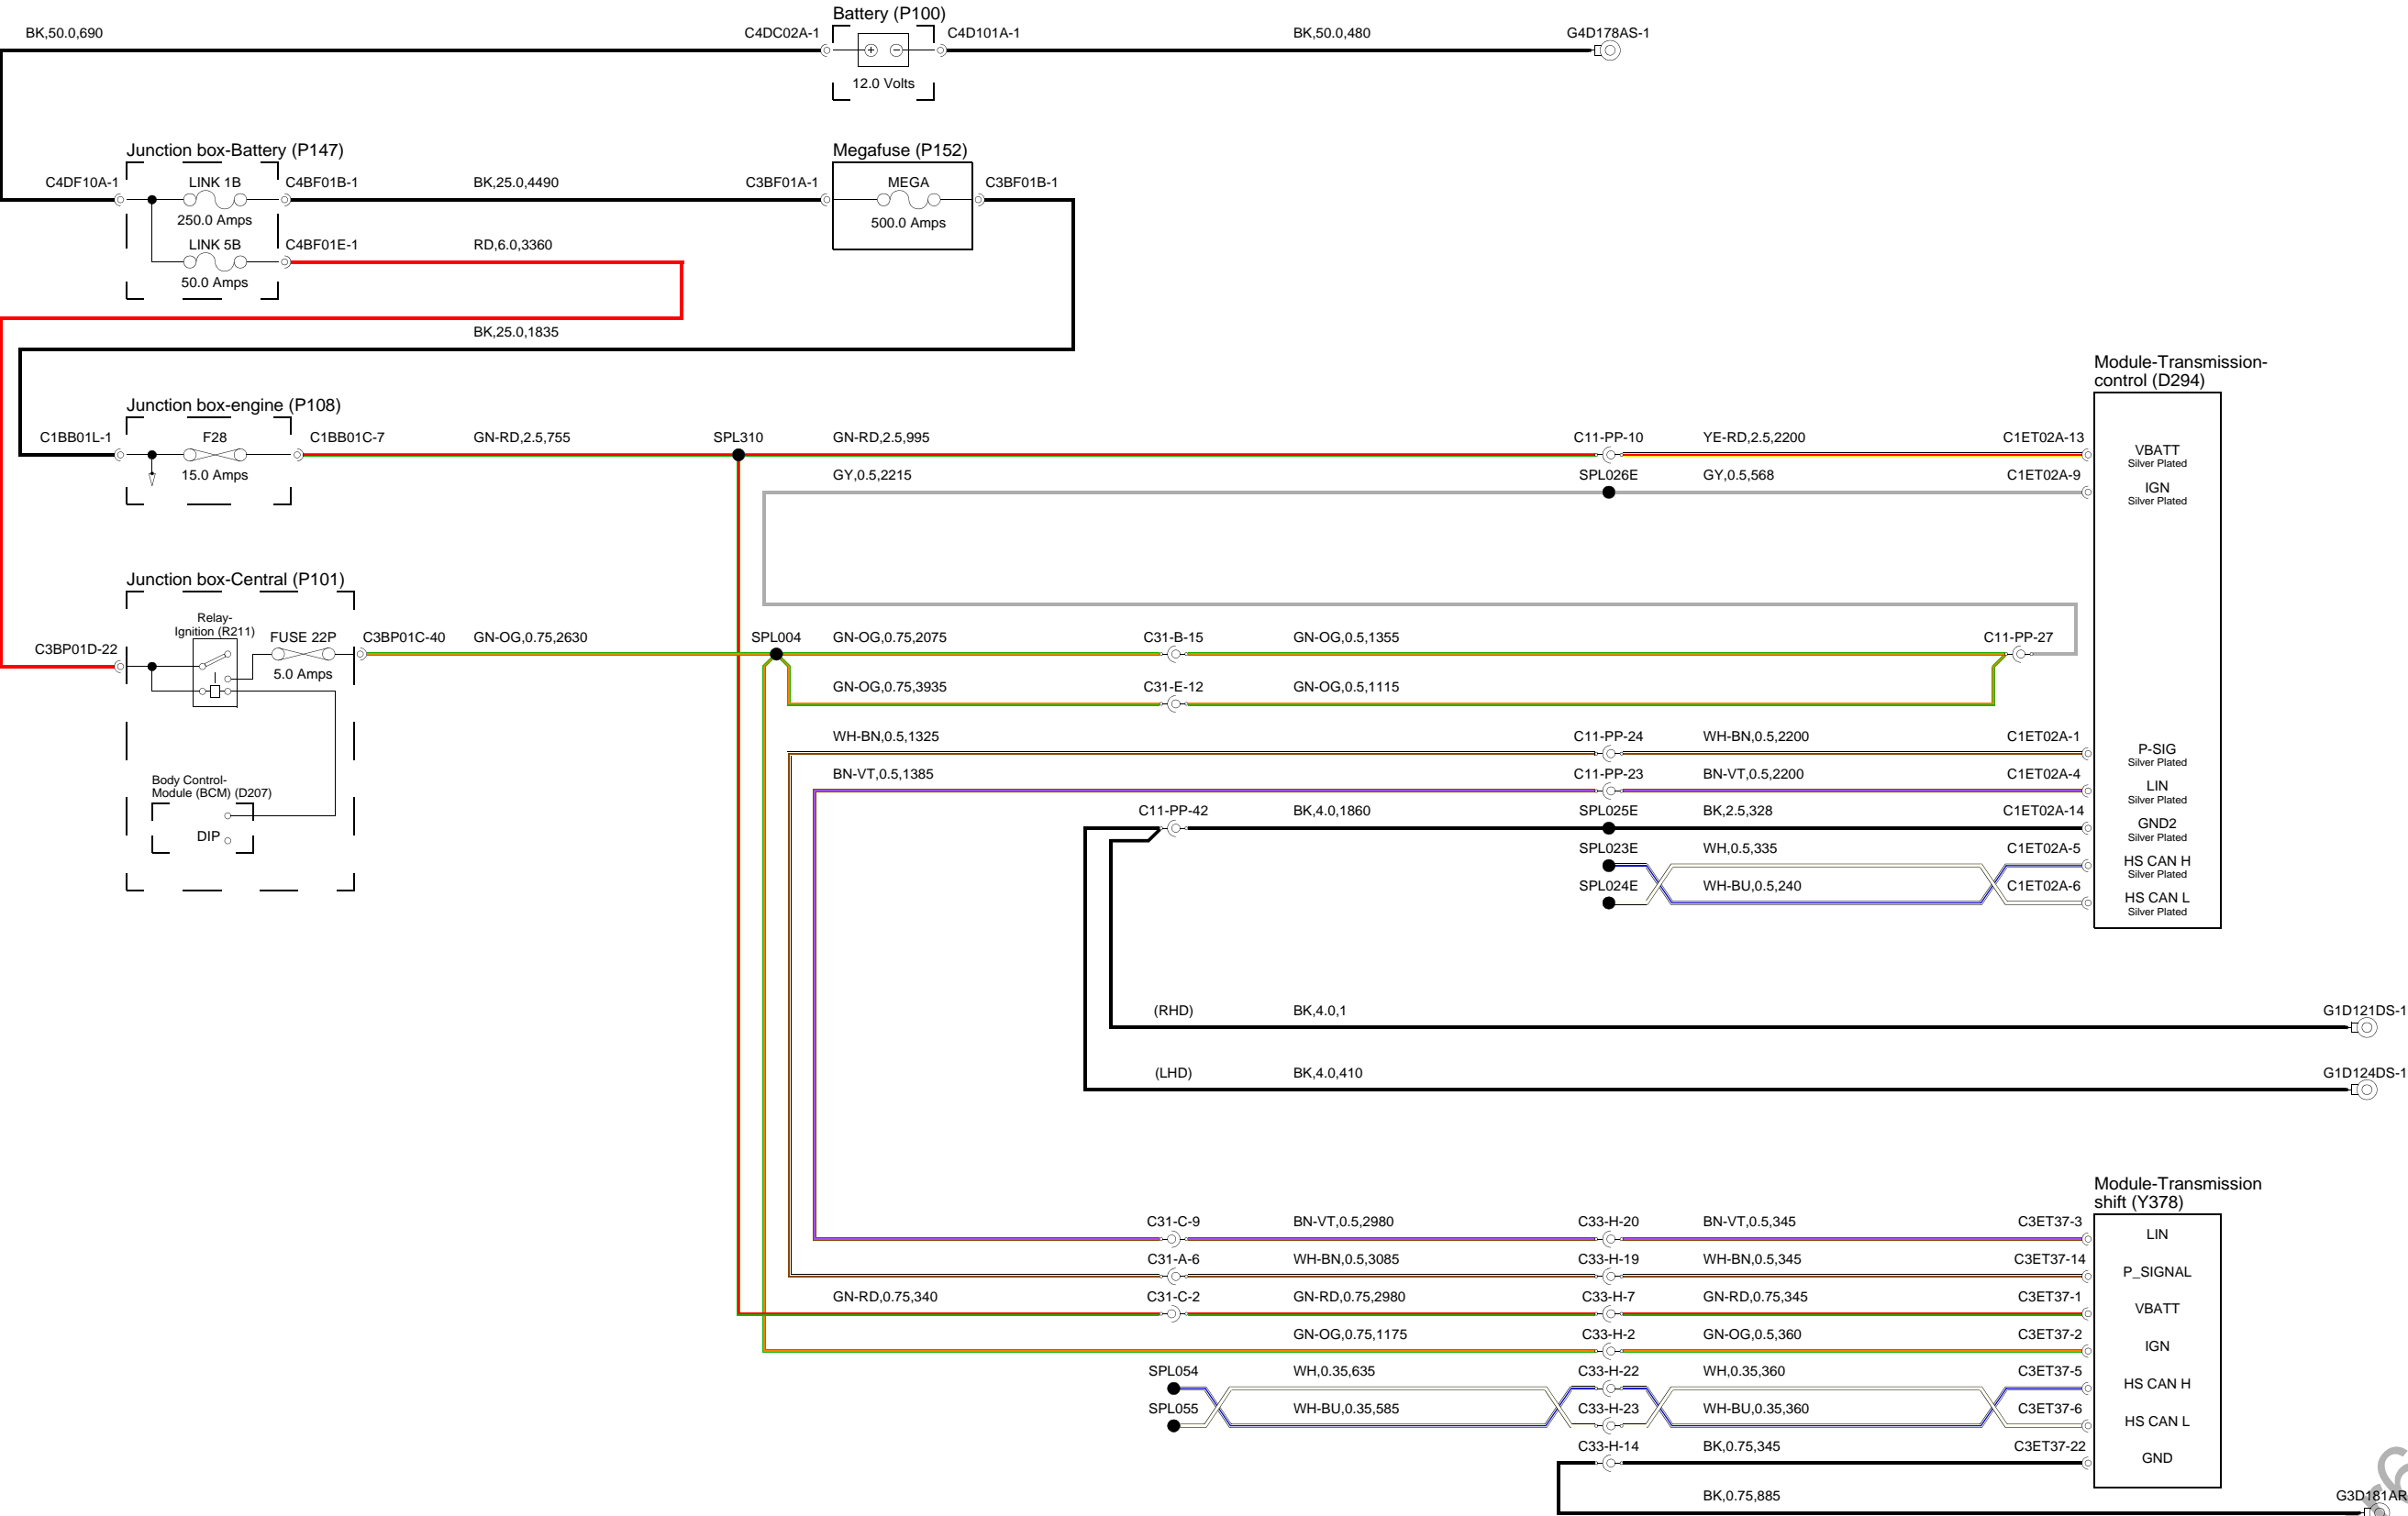 Battery (P100)
BK,50.0,690
C4DC02A-1
C4D101A-1
BK,50.0,480
G4D178AS-1
12.0 Volts
Junction box-Battery (P147)
Megafuse (P152)
C4DF10A-1
LINK 1B
C4BF01B-1
BK,25.0,4490
C3BF01A-1
MEGA
C3BF01B-1
250.0 Amps
500.0 Amps
LINK 5B
C4BF01E-1
RD,6.0,3360
50.0 Amps
BK,25.0,1835
Module-Transmission-
control (D294)
Junction box-engine (P108)
C1BB01L-1
F28
C1BB01C-7
GN-RD,2.5,755
SPL310
GN-RD,2.5,995
C11-PP-10
YE-RD,2.5,2200
C1ET02A-13
VBATT
Silver Plated
15.0 Amps
GY,0.5,2215
SPL026E
GY,0.5,568
C1ET02A-9
IGN
Silver Plated
Junction box-Central (P101)
Relay-
Ignition (R211)
FUSE 22P
C3BP01C-40
GN-OG,0.75,2630
SPL004
GN-OG,0.75,2075
C31-B-15
GN-OG,0.5,1355
C11-PP-27
C3BP01D-22
5.0 Amps
GN-OG,0.75,3935
C31-E-12
GN-OG,0.5,1115
WH-BN,0.5,1325
C11-PP-24
WH-BN,0.5,2200
C1ET02A-1
P-SIG
Silver Plated
Body Control-
Module (BCM) (D207)
DIP
BN-VT,0.5,1385
C11-PP-23
BN-VT,0.5,2200
C1ET02A-4
LIN
Silver Plated
C11-PP-42
BK,4.0,1860
SPL025E
BK,2.5,328
C1ET02A-14
GND2
Silver Plated
SPL023E
WH,0.5,335
C1ET02A-5
HS CAN H
Silver Plated
SPL024E
WH-BU,0.5,240
C1ET02A-6
HS CAN L
Silver Plated
(RHD)
BK,4.0,1
G1D121DS-1
(LHD)
BK,4.0,410
G1D124DS-1
Module-Transmission
shift (Y378)
C31-C-9
BN-VT,0.5,2980
C33-H-20
BN-VT,0.5,345
C3ET37-3
LIN
C31-A-6
WH-BN,0.5,3085
C33-H-19
WH-BN,0.5,345
C3ET37-14
P_SIGNAL
GN-RD,0.75,340
C31-C-2
GN-RD,0.75,2980
C33-H-7
GN-RD,0.75,345
C3ET37-1
VBATT
GN-OG,0.75,1175
C33-H-2
GN-OG,0.5,360
C3ET37-2
IGN
SPL054
WH,0.35,635
C33-H-22
WH,0.35,360
C3ET37-5
HS CAN H
SPL055
WH-BU,0.35,585
C33-H-23
WH-BU,0.35,360
C3ET37-6
HS CAN L
C33-H-14
BK,0.75,345
C3ET37-22
GND
BK,0.75,885
G3D181AR